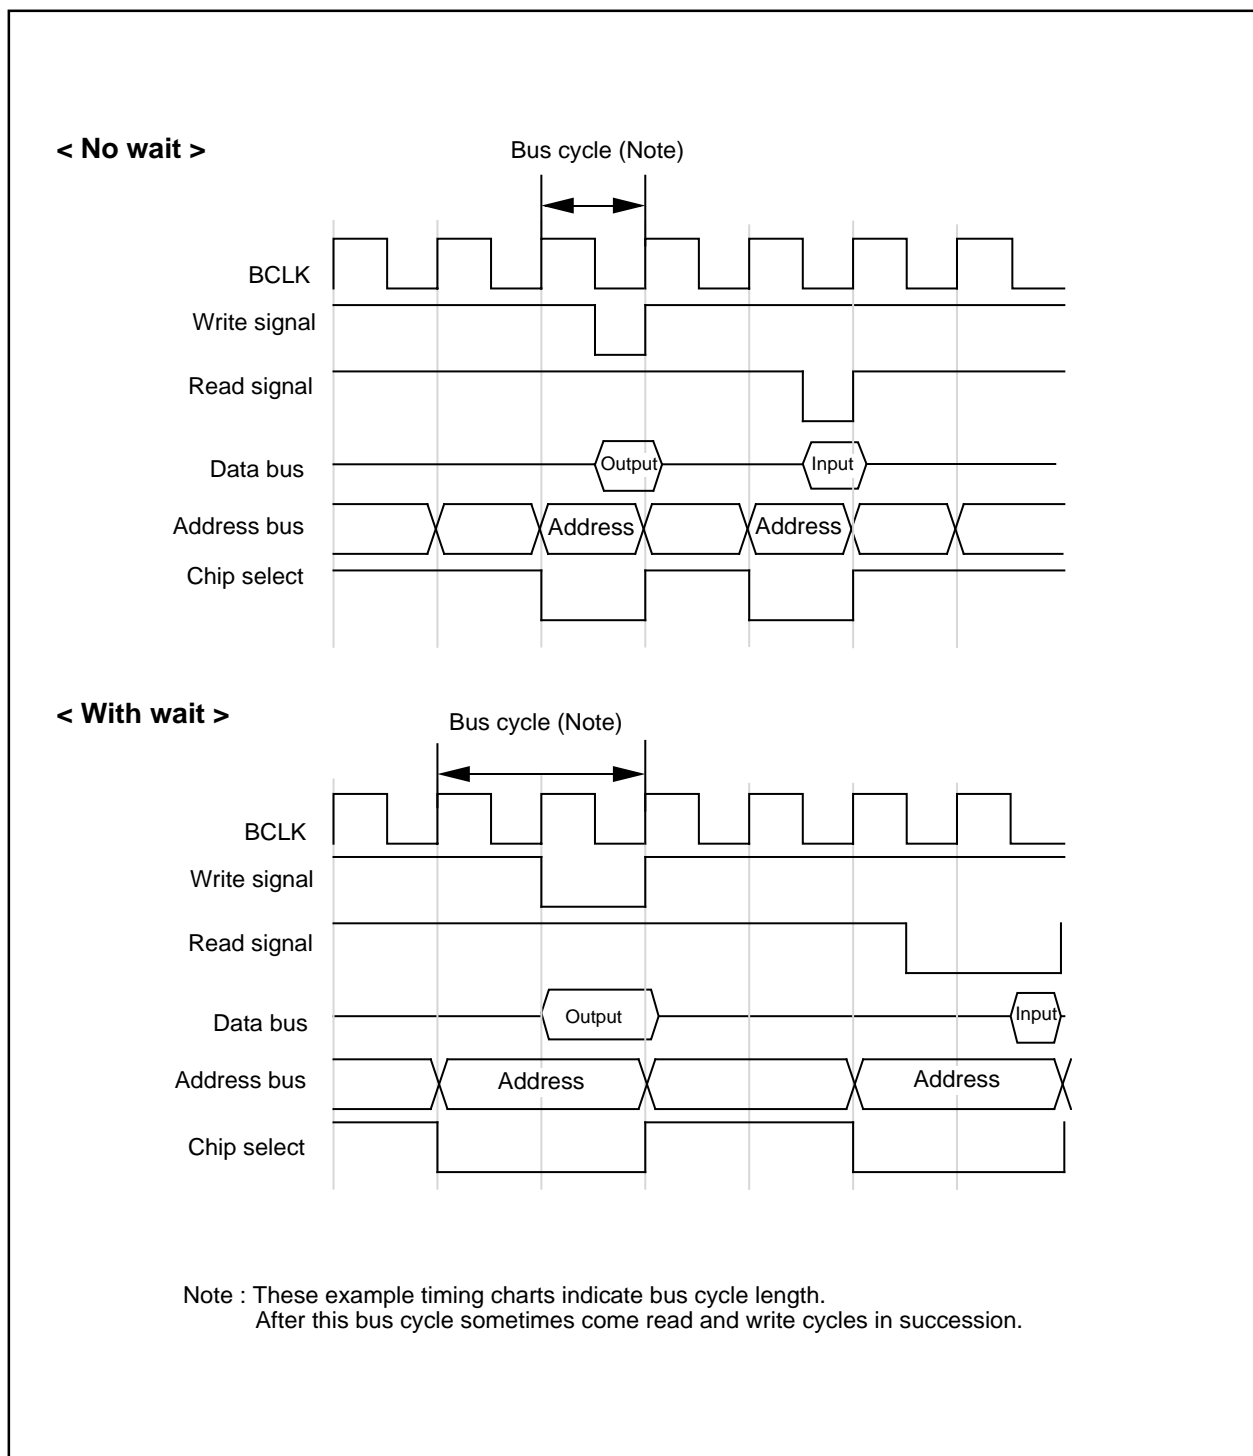 < No wait >
Bus cycle (Note)
BCLK
Write signal
Read signal
Data bus
Output
Input
Address bus
Address
Address
Chip select
< With wait >
Bus cycle (Note)
BCLK
Write signal
Read signal
Data bus
Output
Input
Address bus
Address
Address
Chip select
Note : These example timing charts indicate bus cycle length.
After this bus cycle sometimes come read and write cycles in succession.